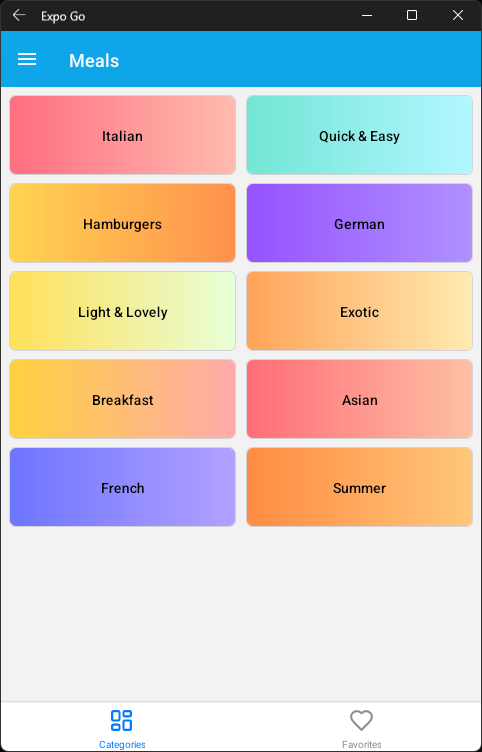 Expo Go
Meals
Italian
Quick & Easy
Hamburgers
German
Light & Lovely
Exotic
Breakfast
Asian
French
Summer
Categories
Favorites